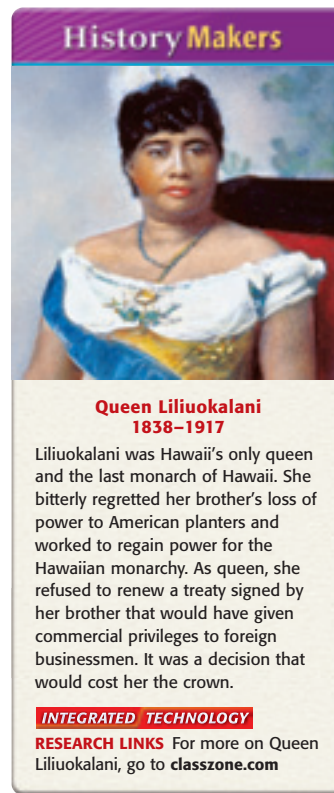 History Makers
Queen Liliuokalani
1838–1917
Liliuokalani was Hawaii's only queen
and the last monarch of Hawaii. She
bitterly regretted her brother's loss of
power to American planters and
worked to regain power for the
Hawaiian monarchy. As queen, she
refused to renew a treaty signed by
her brother that would have given
commercial privileges to foreign
businessmen. It was a decision that
would cost her the crown.
INTEGRATED TECHNOLOGY
RESEARCH LINKS For more on Queen
Liliuokalani, go to classzone.com